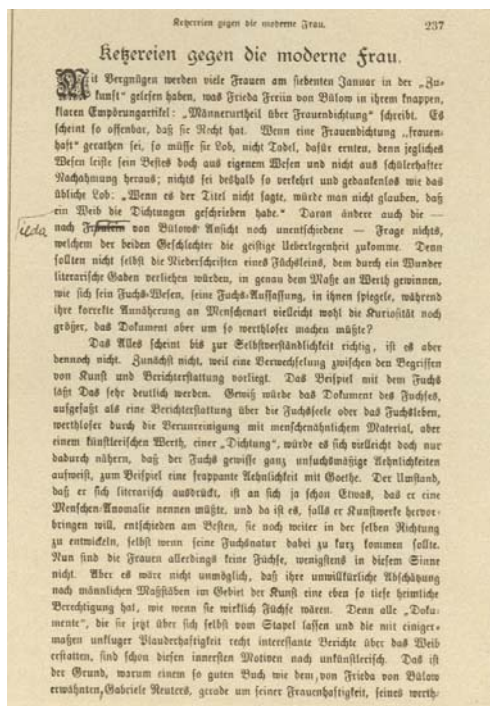 Ketzereien gegen die moderne Frau. 237
Ketzereien gegen die moderne Frau.
Mit Vergnügen werden viele Frauen am siebenten Januar in der „Zu-
kunft“ gelesen haben, was Frieda Freiin von Bülow in ihrem knappen,
klaren Empörungartikel: „Männerurtheil über Frauendichtung“ schreibt. Es
scheint so offenbar, daß sie Recht hat. Wenn eine Frauendichtung „frauen-
haft“ gerathen sei, so müsse sie Lob, nicht Tadel, dafür ernten, denn jegliches
Wesen leiste sein Bestes doch aus eigenem Wesen und nicht aus schülerhafter
Nachahmung heraus; nichts sei deshalb so verkehrt und gedankenlos wie das
übliche Lob: „Wenn es der Titel nicht sagte, würde man nicht glauben, daß
ein Weib die Dichtungen geschrieben habe.“ Daran ändere auch die —
ieda nach Fräulein von Bülows Ansicht noch unentschiedene — Frage nichts,
welchem der beiden Geschlechter die geistige Ueberlegenheit zukomme. Denn
sollten nicht selbst die Niederschriften eines Füchsleins, dem durch ein Wunder
literarische Gaben verliehen würden, in genau dem Maße an Werth gewinnen,
wie sich sein Fuchs-Wesen, seine Fuchs-Auffassung, in ihnen spiegele, während
ihre korrekte Annäherung an Menschenart vielleicht wohl die Kuriosität noch
größer, das Dokument aber um so werthloser machen müßte?
Das Alles scheint bis zur Selbstverständlichkeit richtig, ist es aber
dennoch nicht. Zunächst nicht, weil eine Verwechselung zwischen den Begriffen
von Kunst und Berichterstattung vorliegt. Das Beispiel mit dem Fuchs
läßt Das sehr deutlich werden. Gewiß würde das Dokument des Fuchses,
aufgefaßt als eine Berichterstattung über die Fuchsseele oder das Fuchsleben,
werthloser durch die Verunreinigung mit menschenähnlichem Material, aber
einem künstlerischen Werth, einer „Dichtung“, würde es sich vielleicht doch nur
dadurch nähern, daß der Fuchs gewisse ganz unfuchsmäßige Aehnlichkeiten
aufweist, zum Beispiel eine frappante Aehnlichkeit mit Goethe. Der Umstand,
daß er sich literarisch ausdrückt, ist an sich ja schon Etwas, das er eine
Menschen-Anomalie nennen müßte, und da ist es, falls er Kunstwerke hervor-
bringen will, entschieden am Besten, sie noch weiter in der selben Richtung
zu entwickeln, selbst wenn seine Fuchsnatur dabei zu kurz kommen sollte.
Nun sind die Frauen allerdings keine Füchse, wenigstens in diesem Sinne
nicht. Aber es wäre nicht unmöglich, daß ihre unwillkürliche Abschätzung
nach männlichen Maßstäben im Gebiet der Kunst eine eben so tiefe heimliche
Berechtigung hat, wie wenn sie wirklich Füchse wären. Denn alle „Doku-
mente“, die sie jetzt über sich selbst vom Stapel lassen und die mit einiger-
maßen unkluger Plauderhaftigkeit recht interessante Berichte über das Weib
erstatten, sind schon diesen innersten Motiven nach unkünstlerisch. Das ist
der Grund, warum einem so guten Buch wie dem, von Frieda von Bülow
erwähnten, Gabriele Reuters, gerade um seiner Frauenhaftigkeit, seines werth-